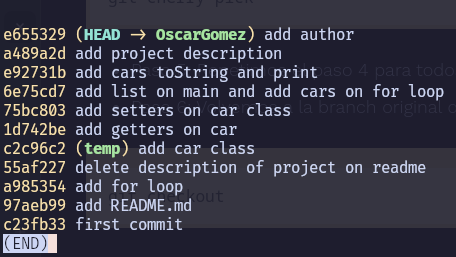 git cherry pick
e655329 (HEAD -> OscarGomez) add author
a489a2d add project description
e92731b add cars toString and print
6e75cd7 add list on main and add cars on for loop
75bc803 add setters on car class
1d742be add getters on car
c2c96c2 (temp) add car class
55af227 delete description of project on readme
a985354 add for loop
97aeb99 add README.md
git checkout
c23fb33 first commit
(END)